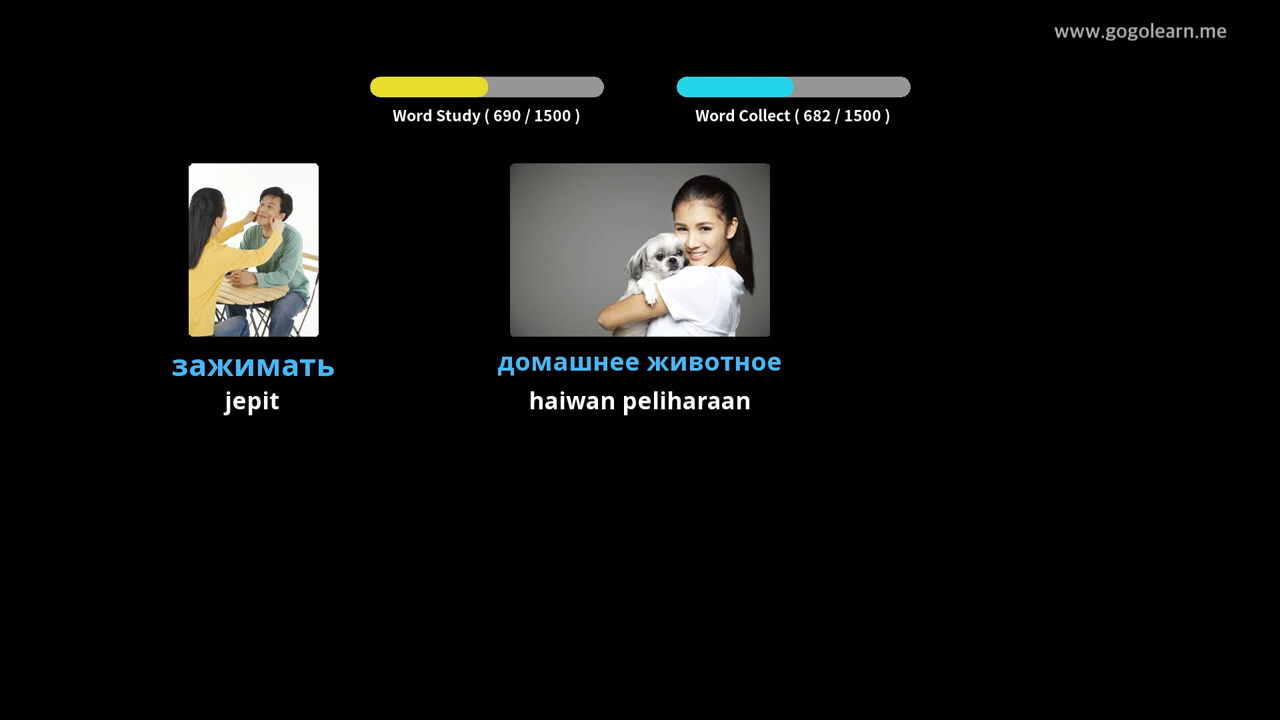 www.gogolearn.me
Word Study ( 690 / 1500 )
Word Collect ( 682 / 1500 )
зажимать
jepit
домашнее животное
haiwan peliharaan